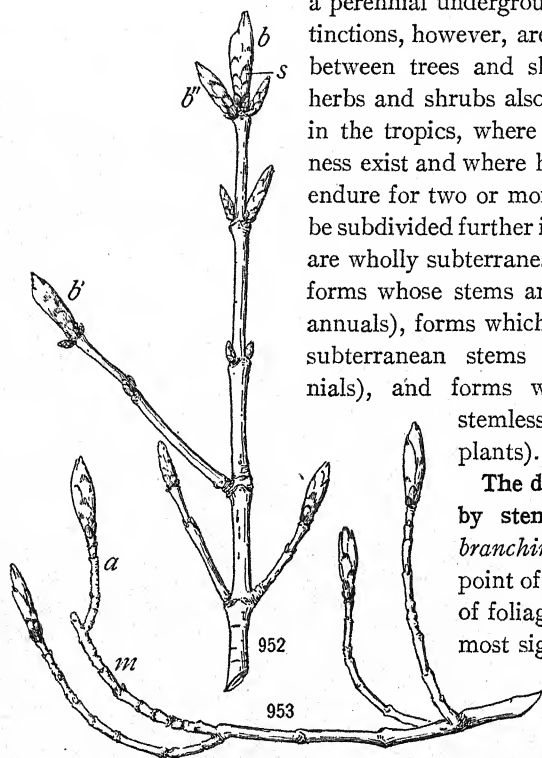 a perennial undergrou
tinctions, however, are
between trees and sl
herbs and shrubs also
in the tropics, where
ness exist and where h
endure for two or mor
be subdivided further i
are wholly subterrane
forms whose stems ar
annuals), forms which
subterranean stems
nials), and forms w
stemless
plants).
The d
by sten
branchin
point of
of foliag
most sig
b
s
b"
b'
a
m
952
953